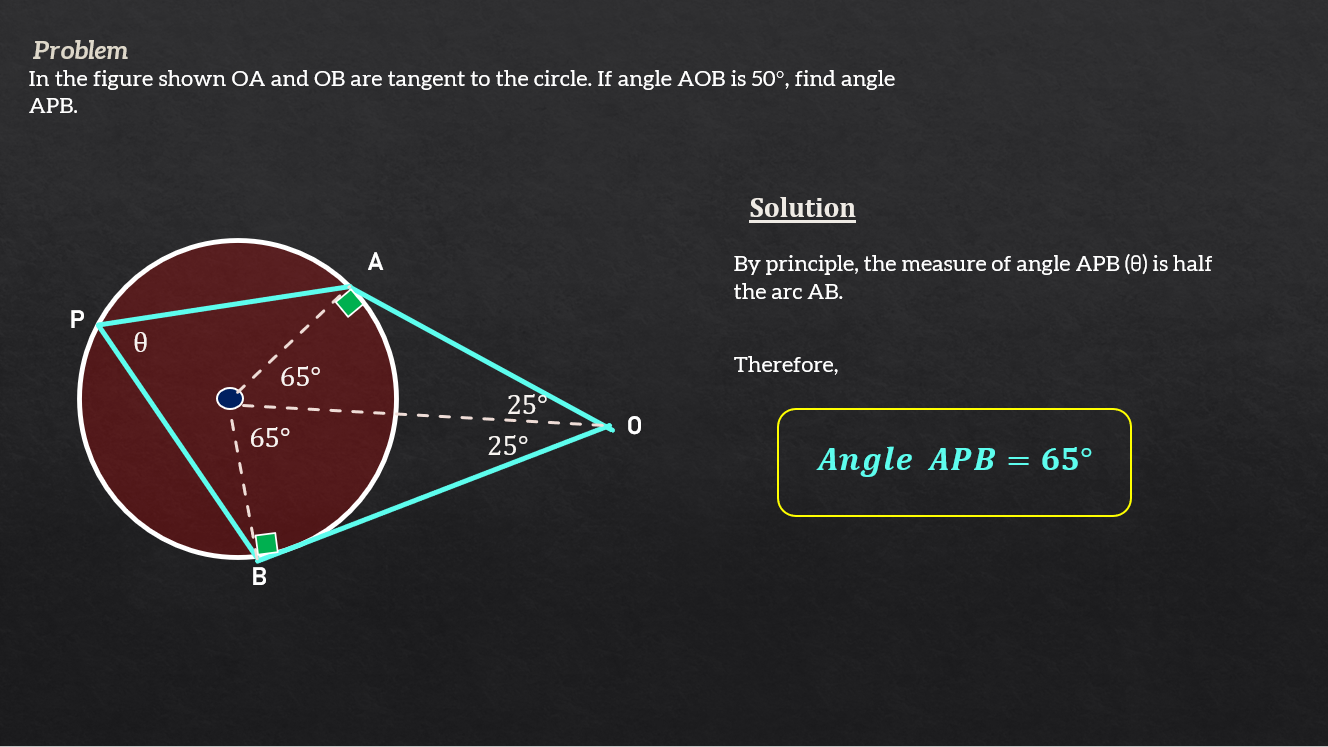 Problem
In the figure shown OA and OB are tangent to the circle. If angle AOB is 50°, find angle
APB.
Solution
By principle, the measure of angle APB (θ) is half
the arc AB.
Therefore,
Angle APB = 65°
A
P
θ
65°
25°
O
65°
25°
B